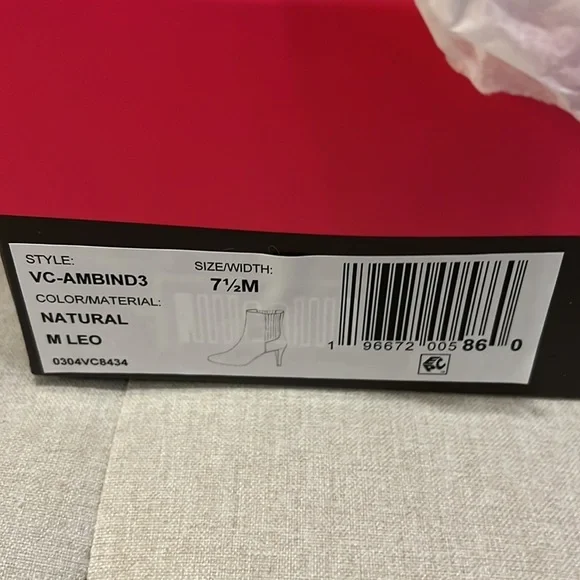 STYLE:
VC-AMBIND3
COLOR/MATERIAL:
NATURAL
M LEO
0304VC8434
SIZE/WIDTH:
7½M
1 96672 00586 0